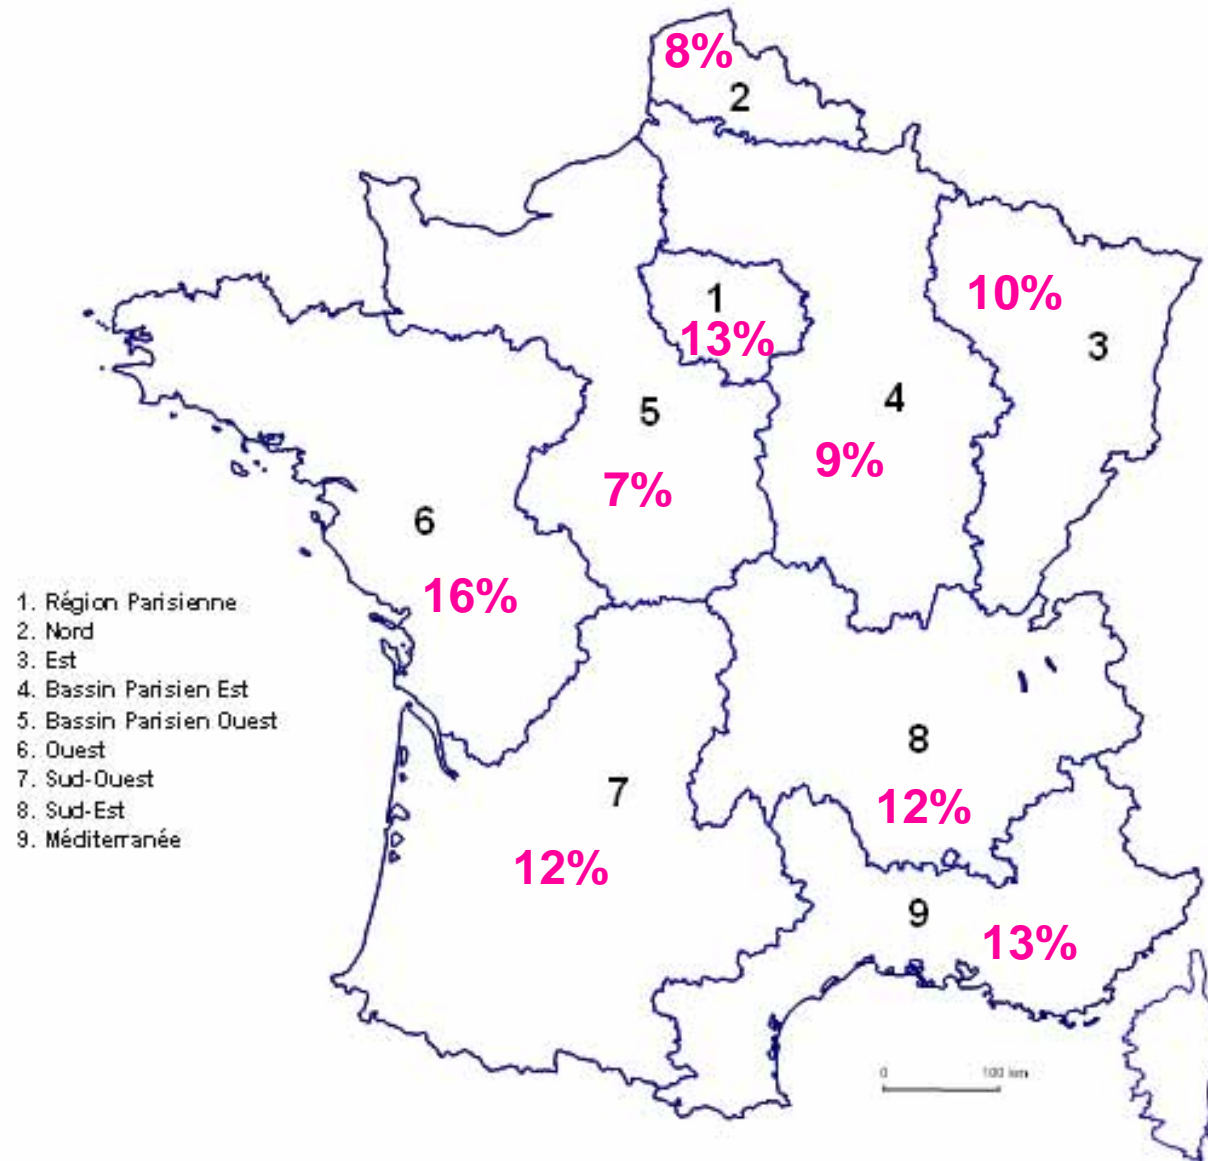 8%
2
10%
1
13%
3
4
5
9%
7%
6
16%
1. Région Parisienne
2. Nord
3. Est
4. Bassin Parisien Est
5. Bassin Parisien Ouest
6. Ouest
7. Sud-Ouest
8. Sud-Est
9. Méditerranée
8
7
12%
12%
9
13%
0 100 km